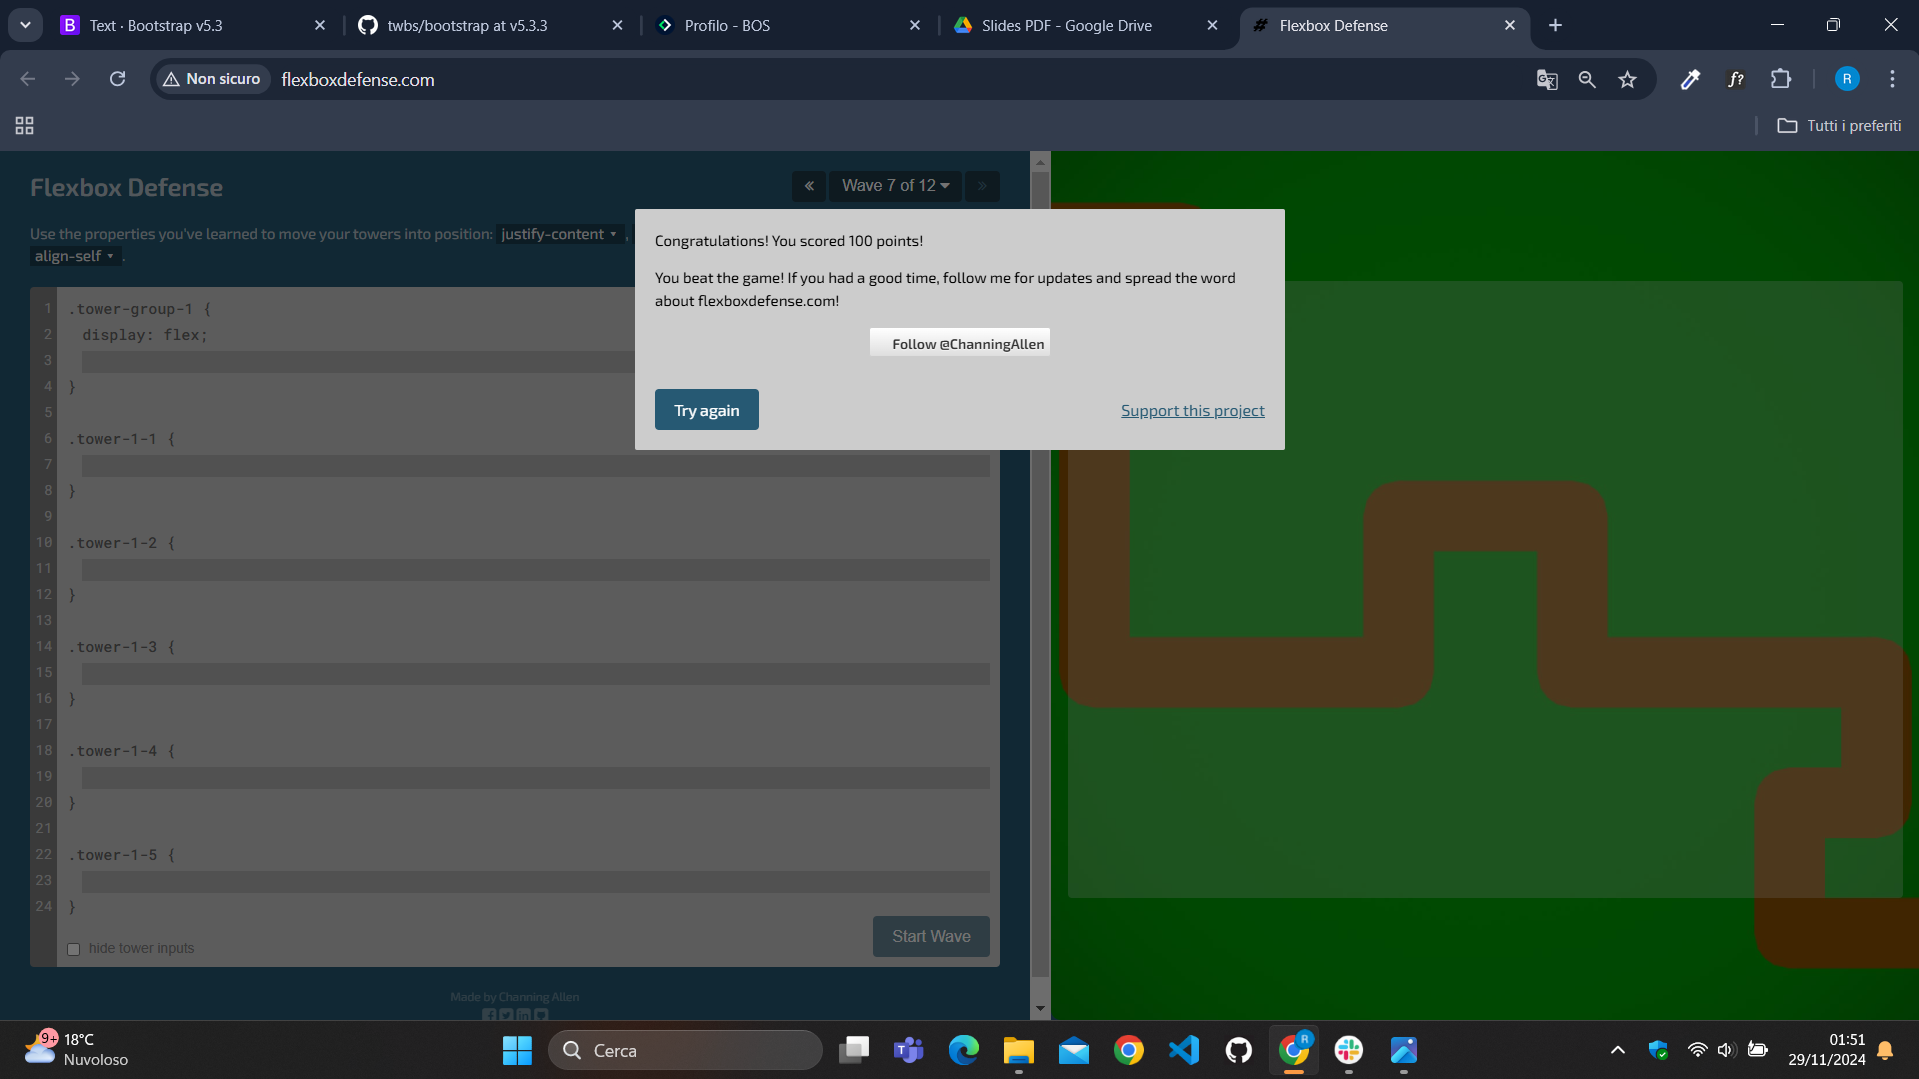 Text · Bootstrap v5.3
twbs/bootstrap at v5.3.3
Profilo - BOS
Slides PDF - Google Drive
Flexbox Defense
Non sicuro
flexboxdefense.com
f?
R
Tutti i preferiti
Flexbox Defense
« Wave 7 of 12 »
Use the properties you've learned to move your towers into position: justify-content ,
align-self .
Congratulations! You scored 100 points!
You beat the game! If you had a good time, follow me for updates and spread the word
about flexboxdefense.com!
Follow @ChanningAllen
Try again
Support this project
1 .tower-group-1 {
2 display: flex;
3
4 }
5
6 .tower-1-1 {
7
8 }
9
10 .tower-1-2 {
11
12 }
13
14 .tower-1-3 {
15
16 }
17
18 .tower-1-4 {
19
20 }
21
22 .tower-1-5 {
23
24 }
hide tower inputs
Start Wave
Made by Channing Allen
9+ 18°C
Nuvoloso
Cerca
R
01:51
29/11/2024